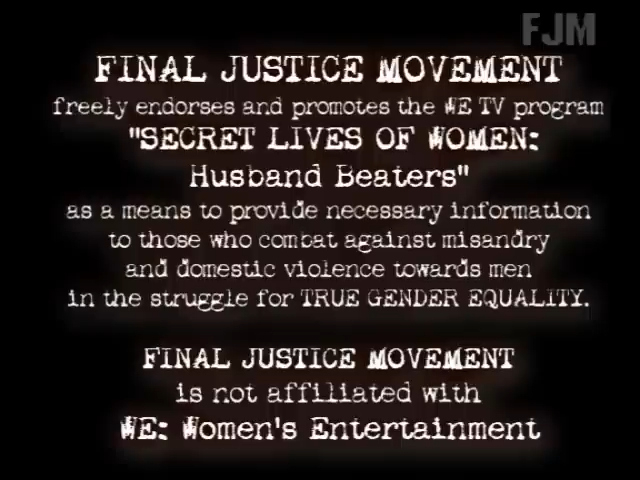 FJM
FINAL JUSTICE MOVEMENT
freely endorses and promotes the WE TV program
"SECRET LIVES OF WOMEN:
Husband Beaters"
as a means to provide necessary information
to those who combat against misandry
and domestic violence towards men
in the struggle for TRUE GENDER EQUALITY.
FINAL JUSTICE MOVEMENT
is not affiliated with
WE: Women's Entertainment